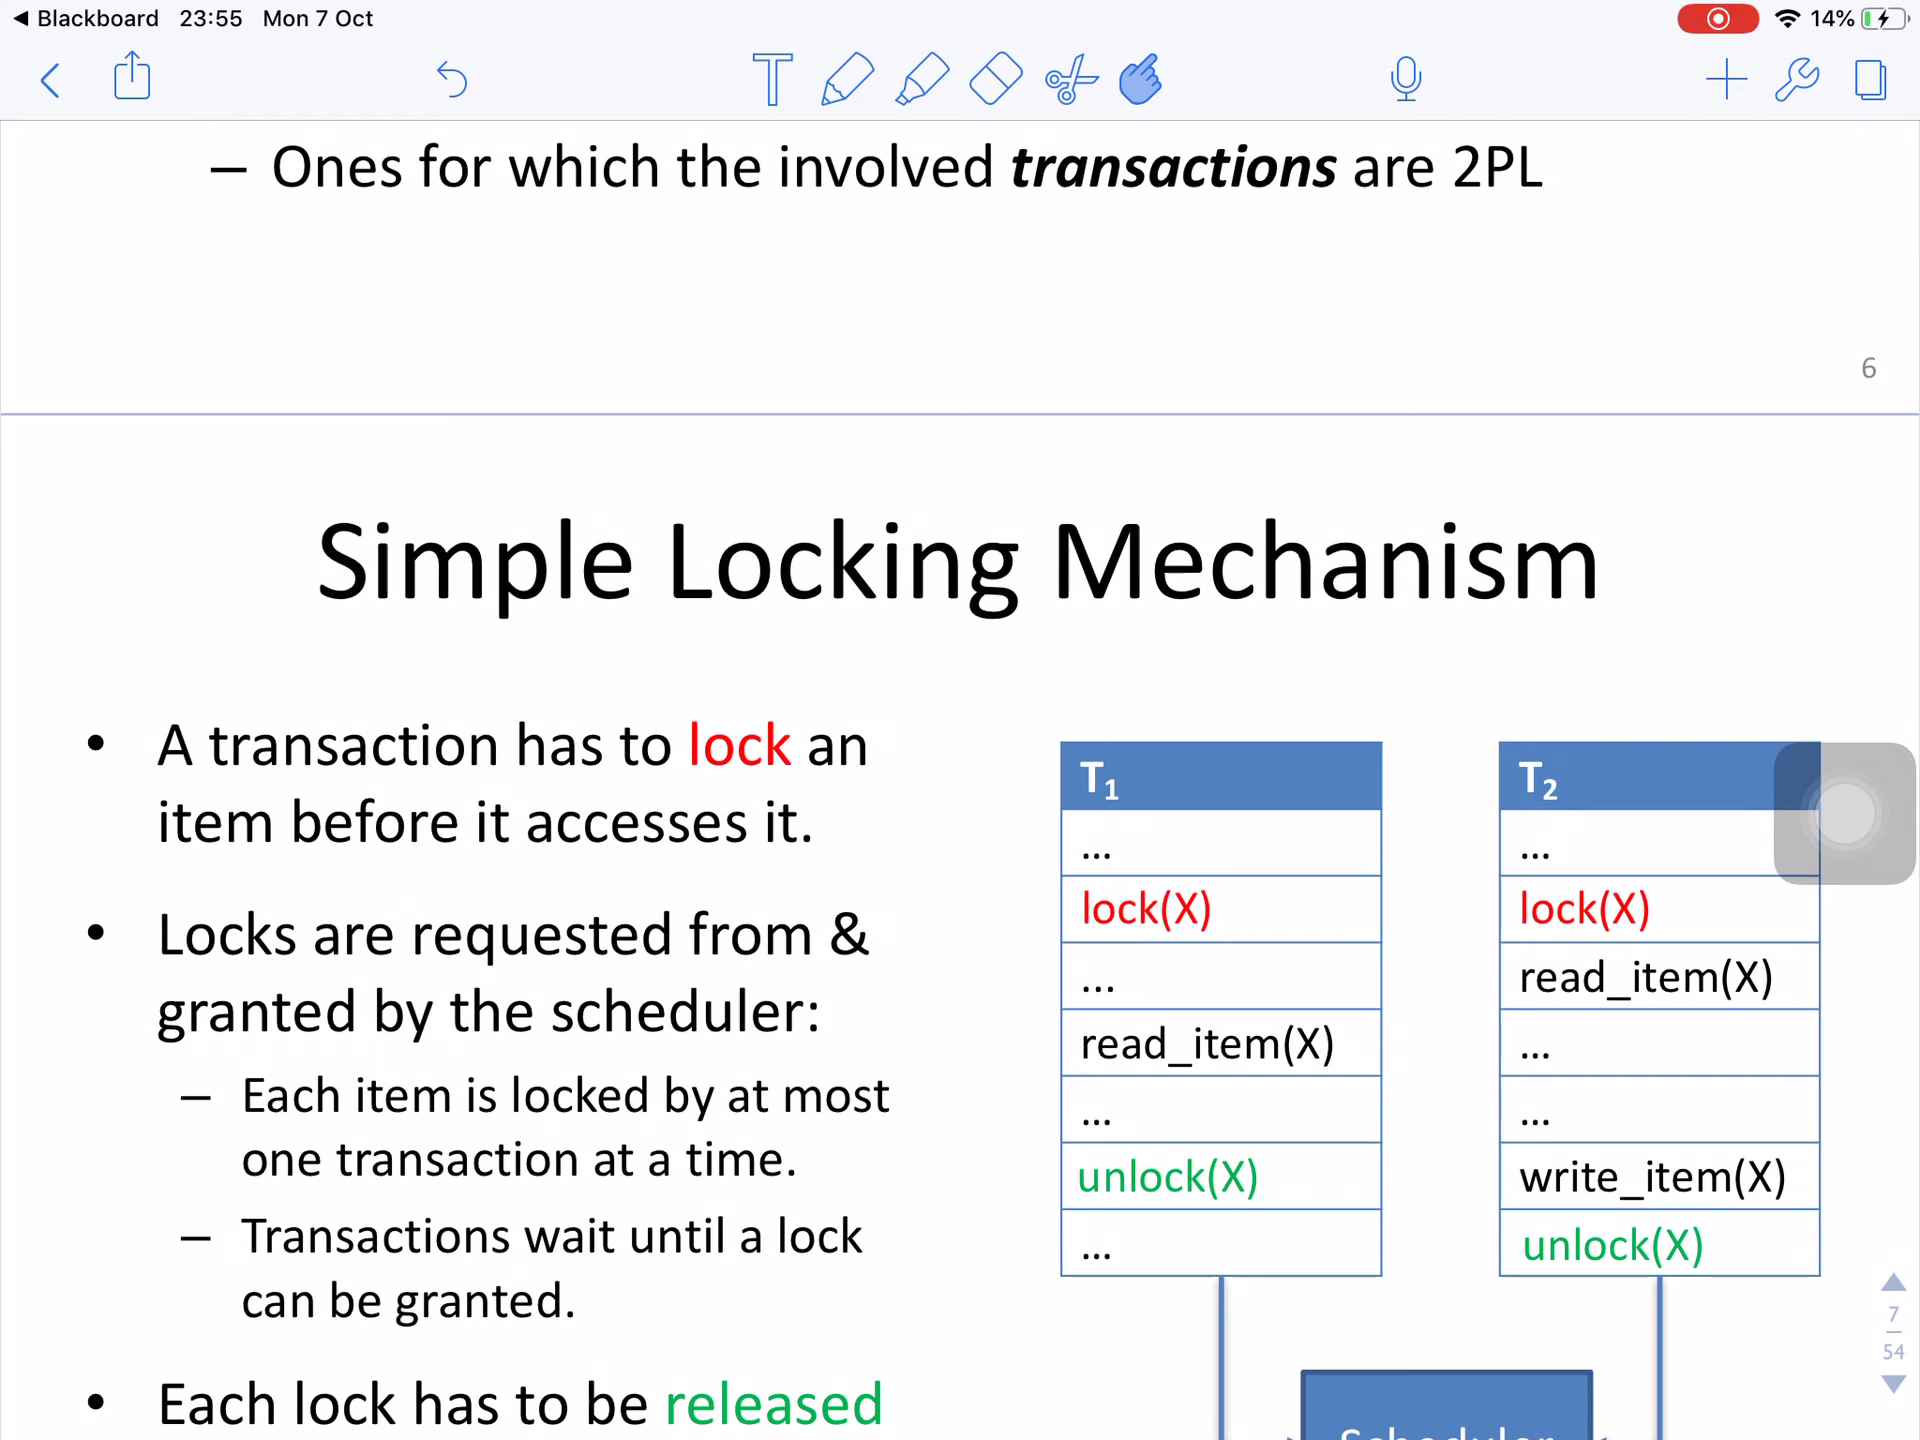 ◀ Blackboard 23:55 Mon 7 Oct 14%
– Ones for which the involved transactions are 2PL
6
Simple Locking Mechanism
• A transaction has to lock an
item before it accesses it.
• Locks are requested from &
granted by the scheduler:
– Each item is locked by at most
one transaction at a time.
– Transactions wait until a lock
can be granted.
• Each lock has to be released
T₁
...
lock(X)
...
read_item(X)
...
unlock(X)
...
T₂
...
lock(X)
read_item(X)
...
...
write_item(X)
unlock(X)
Scheduler
7
54